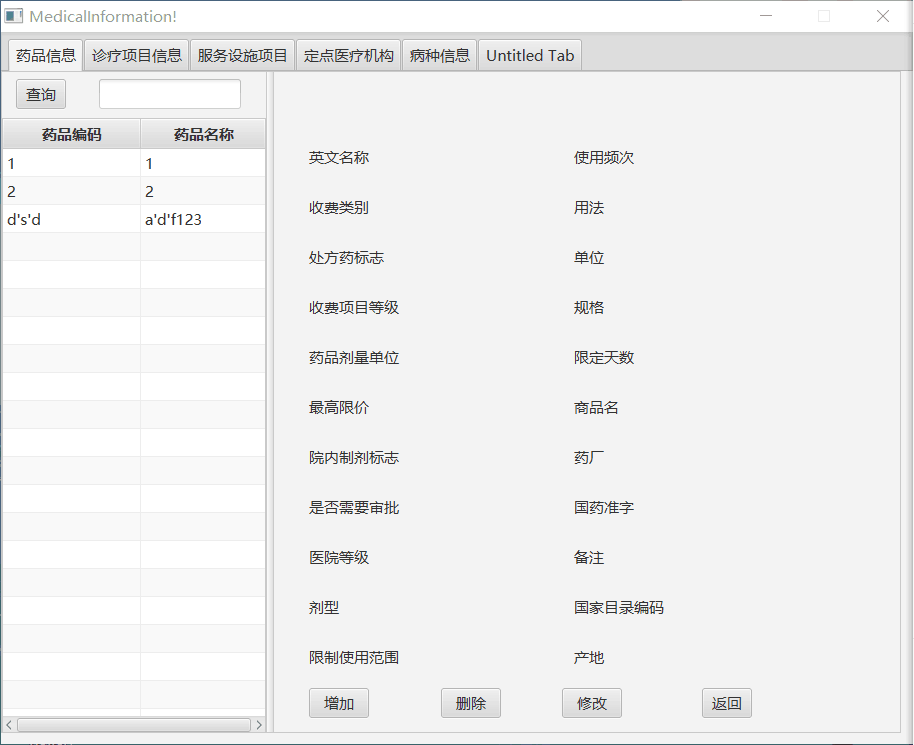 MedicalInformation!
药品信息 诊疗项目信息 服务设施项目 定点医疗机构 病种信息 Untitled Tab
查询
药品编码 药品名称
1 1
2 2
d's'd a'd'f123
英文名称 使用频次
收费类别 用法
处方药标志 单位
收费项目等级 规格
药品剂量单位 限定天数
最高限价 商品名
院内制剂标志 药厂
是否需要审批 国药准字
医院等级 备注
剂型 国家目录编码
限制使用范围 产地
增加 删除 修改 返回